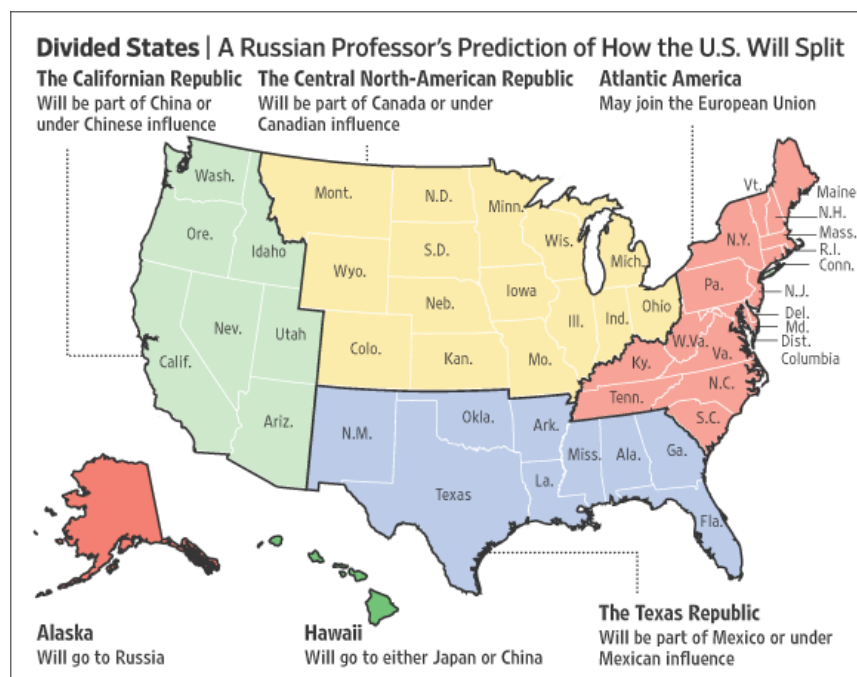 Divided States | A Russian Professor's Prediction of How the U.S. Will Split
The Californian Republic
Will be part of China or
under Chinese influence
The Central North-American Republic
Will be part of Canada or under
Canadian influence
Atlantic America
May join the European Union
Wash.
Ore.
Idaho
Nev.
Utah
Calif.
Ariz.
Mont.
N.D.
Minn.
Wyo.
S.D.
Wis.
Mich.
Neb.
Iowa
Ill.
Ind.
Ohio
Colo.
Kan.
Mo.
Vt.
Maine
N.H.
N.Y.
Mass.
R.I.
Conn.
Pa.
N.J.
Del.
Md.
Dist.
Columbia
W.Va.
Va.
Ky.
Tenn.
N.C.
S.C.
N.M.
Okla.
Ark.
Texas
La.
Miss.
Ala.
Ga.
Fla.
Alaska
Will go to Russia
Hawaii
Will go to either Japan or China
The Texas Republic
Will be part of Mexico or under
Mexican influence